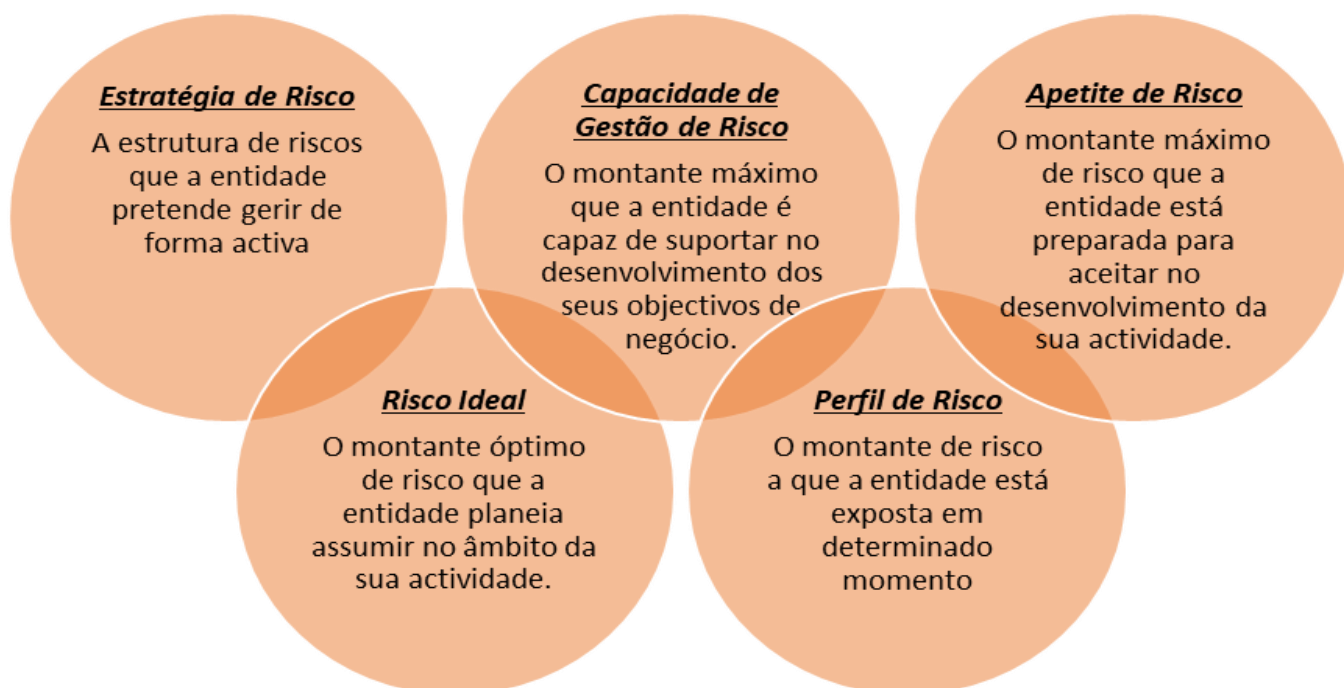 Estratégia de Risco
A estrutura de riscos
que a entidade
pretende gerir de
forma activa
Capacidade de
Gestão de Risco
O montante máximo
que a entidade é
capaz de suportar no
desenvolvimento dos
seus objectivos de
negócio.
Apetite de Risco
O montante máximo
de risco que a
entidade está
preparada para
aceitar no
desenvolvimento da
sua actividade.
Risco Ideal
O montante óptimo
de risco que a
entidade planeia
assumir no âmbito da
sua actividade.
Perfil de Risco
O montante de risco
a que a entidade está
exposta em
determinado
momento